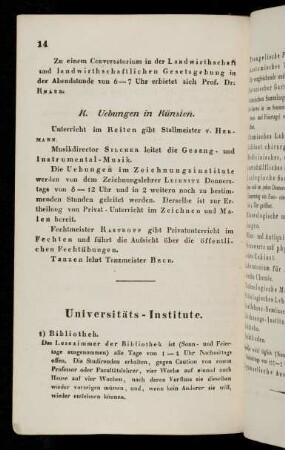 14
Zu einem Conversatorium in der Landwirthschaft
und landwirthschaftlichen Gesetzgebung in
der Abendstunde von 6—7 Uhr erbietet sich Prof. Dr.
K. Uebungen in Künsten.
Unterricht im Reiten gibt Stallmeister v. HER-
MANN.
Musikdirector SILCHER leitet die Gesang- und
Instrumental-Musik.
Die Uebungen im Zeichnungsinstitute
werden von dem Zeichnungslehrer LEIBNITZ Donners-
tags von 8—12 Uhr und in 2 weitern noch zu bestim-
menden Stunden geleitet werden. Derselbe ist zur Er-
theilung von Privat-Unterricht im Zeichnen und Ma-
len bereit.
Fechtmeister KASTROPP gibt Privatunterricht im
Fechten und führt die Aufsicht über die öffentli-
chen Fechtübungen.
TANZEN lehrt Tanzmeister BECK.
Universitäts-Institute.
1) Bibliothek.
Das Lesezimmer der Bibliothek ist (Sonn- und Feier-
tage ausgenommen) alle Tage von 1—4 Uhr Nachmittags
offen. Die Studirenden erhalten, gegen Caution von einem
Professor oder Facultätslehrer, vier Werke auf einmal nach
Hause auf vier Wochen, nach deren Verfluss sie dieselben
wieder vorzeigen müssen, und, wenn kein Anderer sie will,
wieder entleihen können.